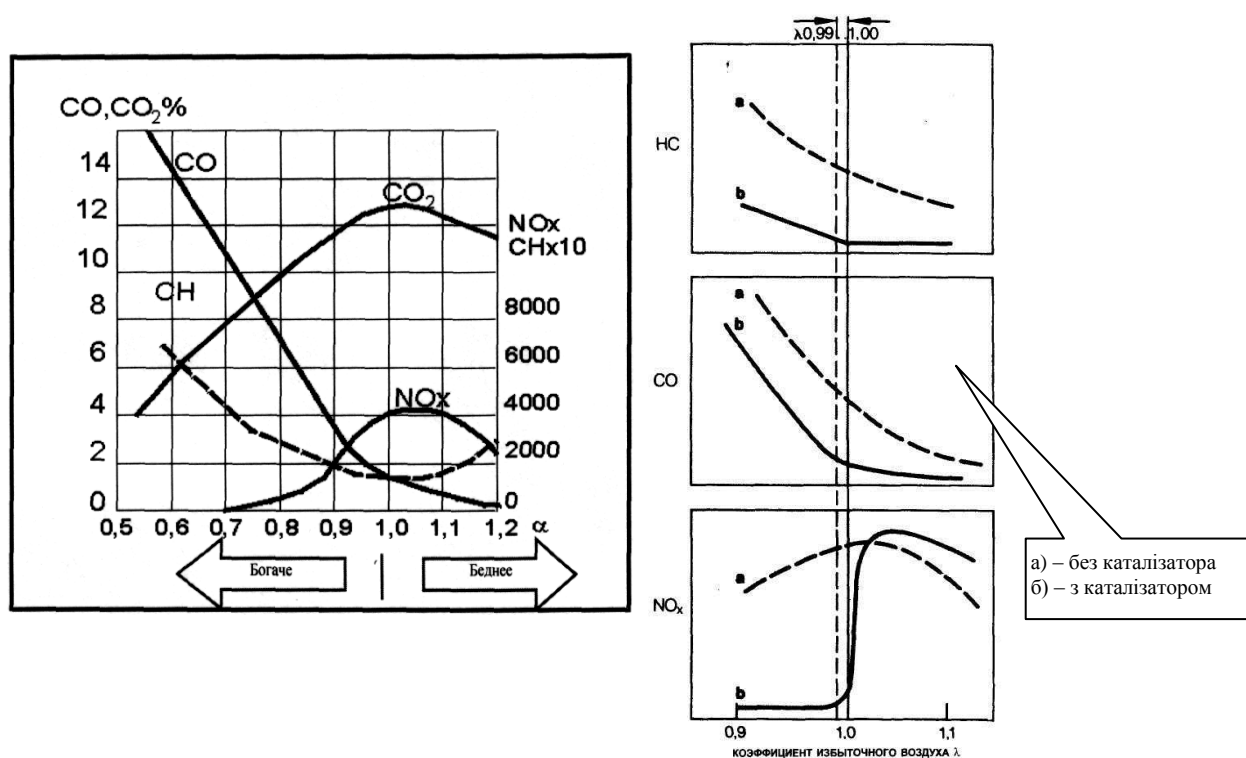 CO,CO2%
14
12
10
8
6
4
2
0
CO
CO2
CH
NOx
NOx
CHx10
8000
6000
4000
2000
0
0,5 0,6 0,7 0,8 0,9 1,0 1,1 1,2 α
Богаче
Беднее
λ0,99 1,00
HC
a
b
CO
a
b
NOx
a
b
0,9 1,0 1,1
КОЭФФИЦИЕНТ ИЗБЫТОЧНОГО ВОЗДУХА λ
а) – без каталізатора
б) – з каталізатором